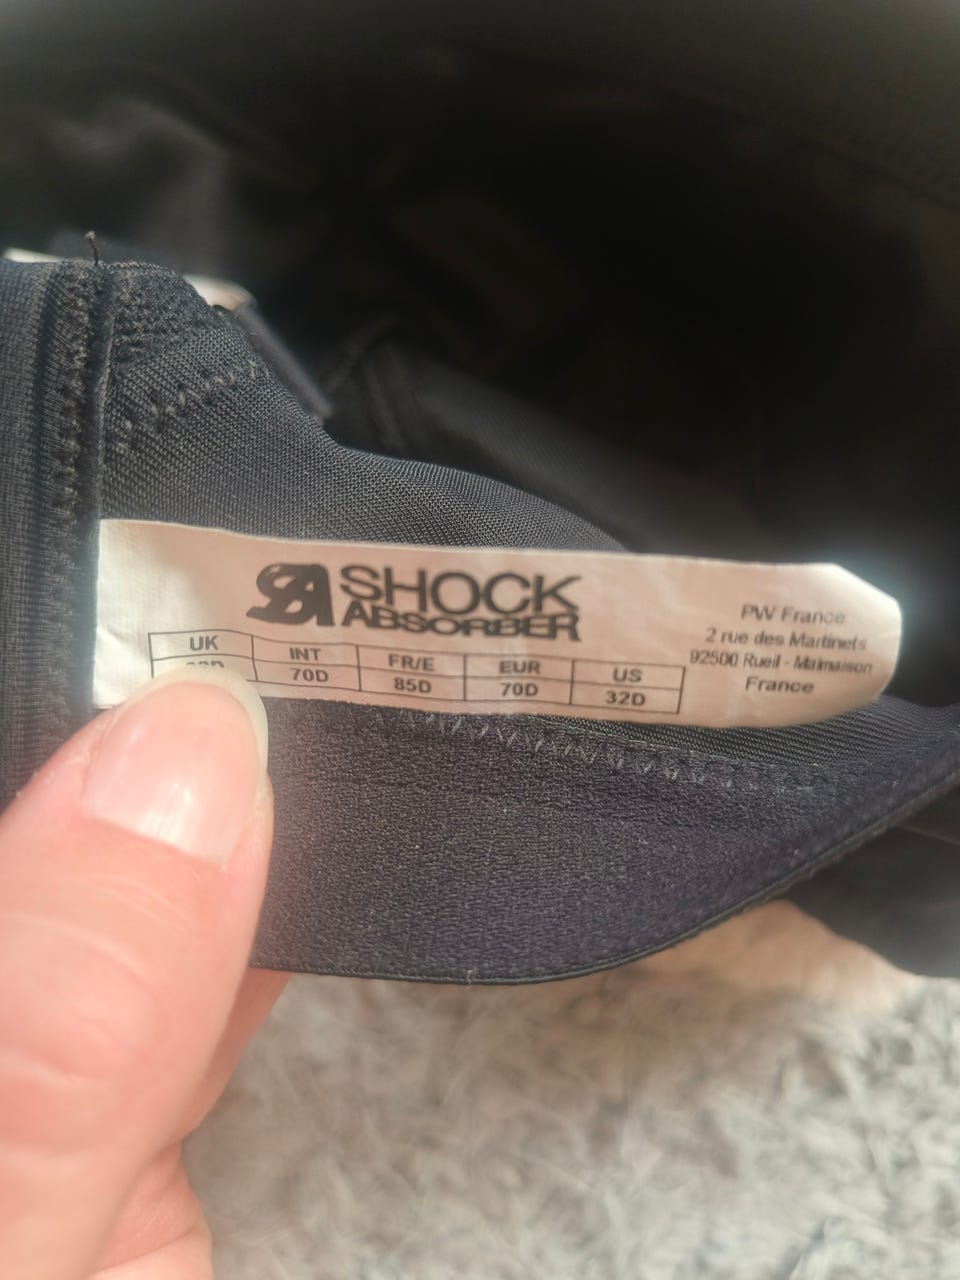 SA SHOCK
ABSORBER
UK INT FR/E EUR US
70D 85D 70D 32D
PW France
2 rue des Martinets
92500 Rueil - Malmaison
France